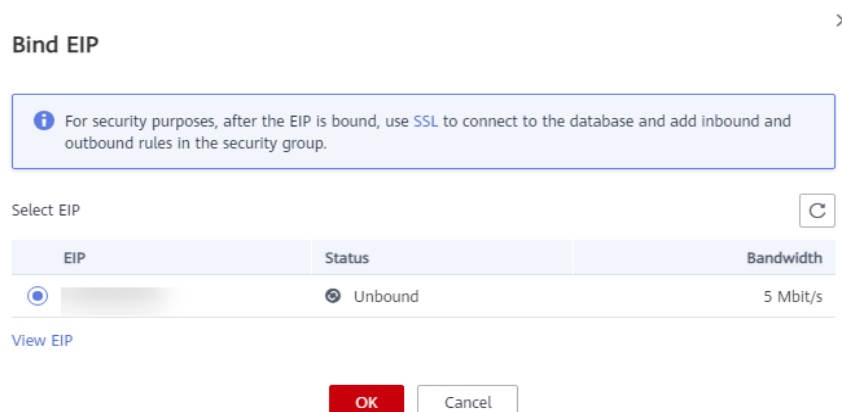 Bind EIP
For security purposes, after the EIP is bound, use SSL to connect to the database and add inbound and
outbound rules in the security group.
Select EIP
EIP Status Bandwidth
Unbound 5 Mbit/s
View EIP
OK Cancel